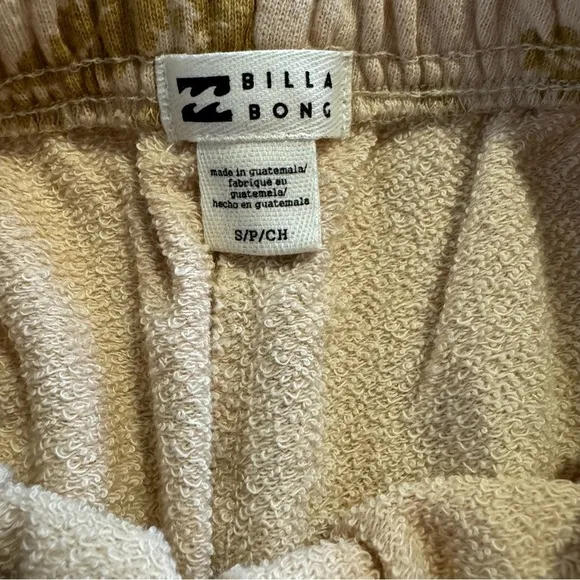 BILLA
BONG
made in guatemala/
fabriqué au
guatemala/
hecho en guatemala
S/P/CH